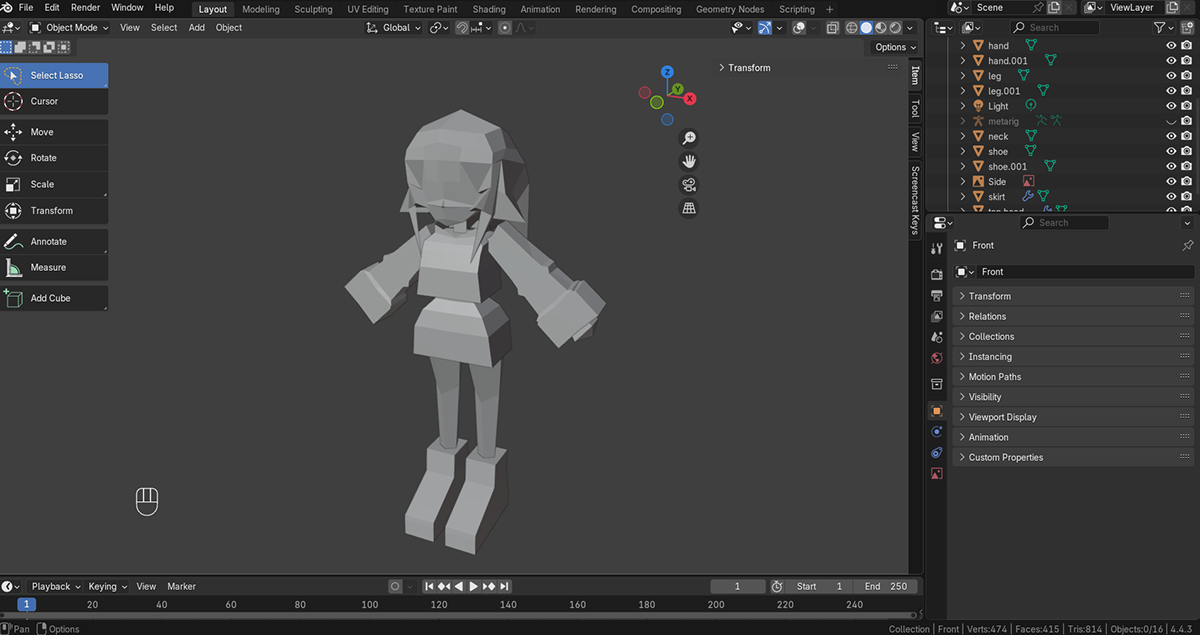 File Edit Render Window Help Layout Modeling Sculpting UV Editing Texture Paint Shading Animation Rendering Compositing Geometry Nodes Scripting + Scene ViewLayer
Object Mode View Select Add Object Global Search
Options
Select Lasso
Cursor
Move
Rotate
Scale
Transform
Annotate
Measure
Add Cube
Transform
Z
Y
X
Item
Tool
View
Screencast Keys
hand
hand.001
leg
leg.001
Light
metarig
neck
shoe
shoe.001
Side
skirt
Search
Front
Front
Transform
Relations
Collections
Instancing
Motion Paths
Visibility
Viewport Display
Animation
Custom Properties
Playback Keying View Marker 1 Start 1 End 250
1 20 40 60 80 100 120 140 160 180 200 220 240
Pan Options Collection | Front | Verts:474 | Faces:415 | Tris:814 | Objects:0/16 | 4.4.3